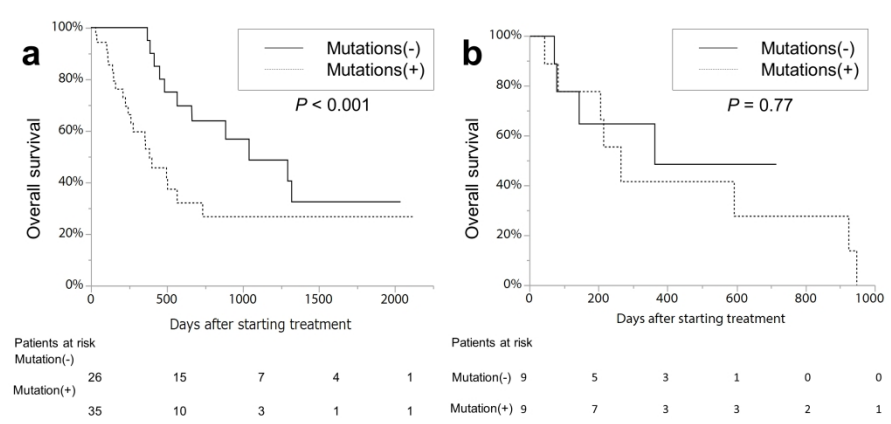 a
100%
80%
60%
40%
20%
0%
Overall survival
Mutations(-)
Mutations(+)
P < 0.001
0 500 1000 1500 2000
Days after starting treatment
Patients at risk
Mutation(-)
26 15 7 4 1
Mutation(+)
35 10 3 1 1
b
100%
80%
60%
40%
20%
0%
Overall survival
Mutations(-)
Mutations(+)
P = 0.77
0 200 400 600 800 1000
Days after starting treatment
Patients at risk
Mutation(-) 9 5 3 1 0 0
Mutation(+) 9 7 3 3 2 1